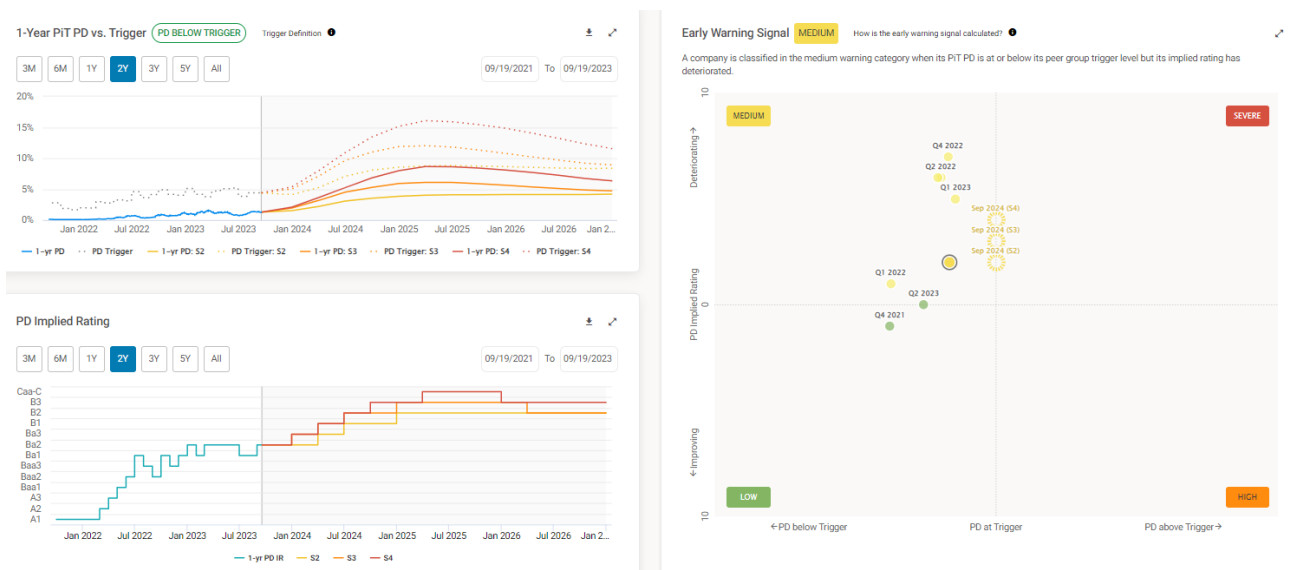 1-Year PiT PD vs. Trigger PD BELOW TRIGGER Trigger Definition
3M 6M 1Y 2Y 3Y 5Y All 09/19/2021 To 09/19/2023
20%
15%
10%
5%
0%
Jan 2022 Jul 2022 Jan 2023 Jul 2023 Jan 2024 Jul 2024 Jan 2025 Jul 2025 Jan 2026 Jul 2026 Jan 2...
1-yr PD PD Trigger 1-yr PD: S2 PD Trigger: S2 1-yr PD: S3 PD Trigger: S3 1-yr PD: S4 PD Trigger: S4
PD Implied Rating
3M 6M 1Y 2Y 3Y 5Y All 09/19/2021 To 09/19/2023
Caa-C
B3
B2
B1
Ba3
Ba2
Ba1
Baa3
Baa2
Baa1
A3
A2
A1
Jan 2022 Jul 2022 Jan 2023 Jul 2023 Jan 2024 Jul 2024 Jan 2025 Jul 2025 Jan 2026 Jul 2026 Jan 2...
1-yr PD IR S2 S3 S4
Early Warning Signal MEDIUM How is the early warning signal calculated?
A company is classified in the medium warning category when its PiT PD is at or below its peer group trigger level but its implied rating has
deteriorated.
10
MEDIUM SEVERE
Deteriorating→
Q4 2022
Q2 2022
Q1 2023
Sep 2024 (S4)
Sep 2024 (S3)
Sep 2024 (S2)
Q1 2022
Q2 2023
Q4 2021
PD Implied Rating
0
←Improving
LOW HIGH
10
←PD below Trigger PD at Trigger PD above Trigger→